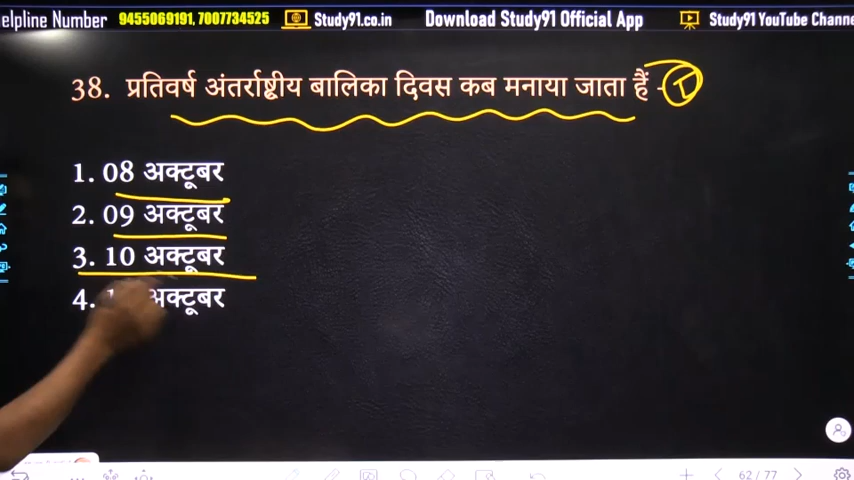 elpline Number 9455069191, 7007734525 Study91.co.in Download Study91 Official App Study91 YouTube Channe
38. प्रतिवर्ष अंतर्राष्ट्रीय बालिका दिवस कब मनाया जाता हैं - T
1. 08 अक्टूबर
2. 09 अक्टूबर
3. 10 अक्टूबर
4. अक्टूबर
62 / 77